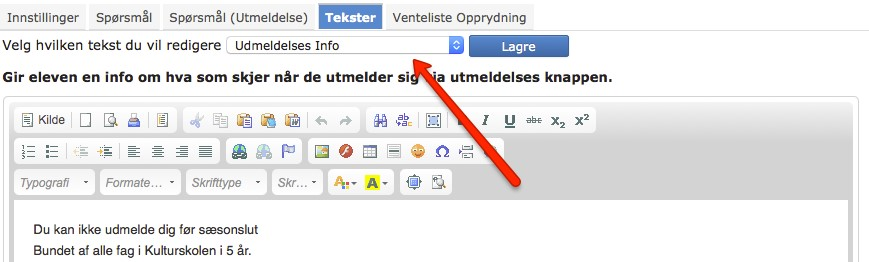 Innstillinger Spørsmål Spørsmål (Utmeldelse) Tekster Venteliste Opprydning
Velg hvilken tekst du vil redigere Udmeldelses Info Lagre
Gir eleven en info om hva som skjer når de utmelder sig via utmeldelses knappen.
Kilde I U abc x₂ x²
Typografi Formate... Skrifttype Skr... A A
Du kan ikke udmelde dig før sæsonslut
Bundet af alle fag i Kulturskolen i 5 år.